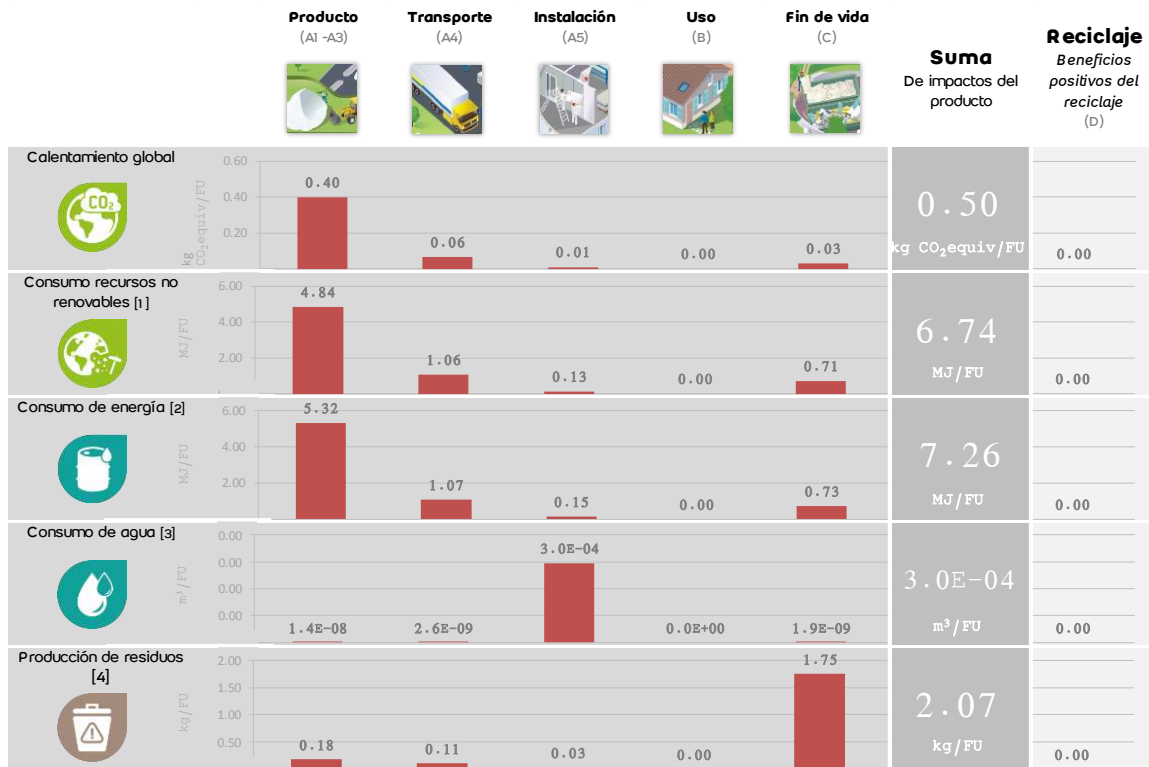 Producto
(A1 -A3)
Transporte
(A4)
Instalación
(A5)
Uso
(B)
Fin de vida
(C)
Suma
De impactos del
producto
Reciclaje
Beneficios
positivos del
reciclaje
(D)
Calentamiento global
CO₂
kg
CO₂equiv/FU
0.60
0.40
0.20
0.40
0.06
0.01
0.00
0.03
0.50
kg CO₂equiv/FU
0.00
Consumo recursos no
renovables [1]
MJ/FU
6.00
4.00
2.00
-
4.84
1.06
0.13
0.00
0.71
6.74
MJ/FU
0.00
Consumo de energía [2]
MJ/FU
6.00
4.00
2.00
5.32
1.07
0.15
0.00
0.73
7.26
MJ/FU
0.00
Consumo de agua [3]
m³/FU
0.00
0.00
0.00
0.00
1.4E-08
2.6E-09
3.0E-04
0.0E+00
1.9E-09
3.0E-04
m³/FU
0.00
Producción de residuos
[4]
kg/FU
2.00
1.50
1.00
0.50
0.18
0.11
0.03
0.00
1.75
2.07
kg/FU
0.00